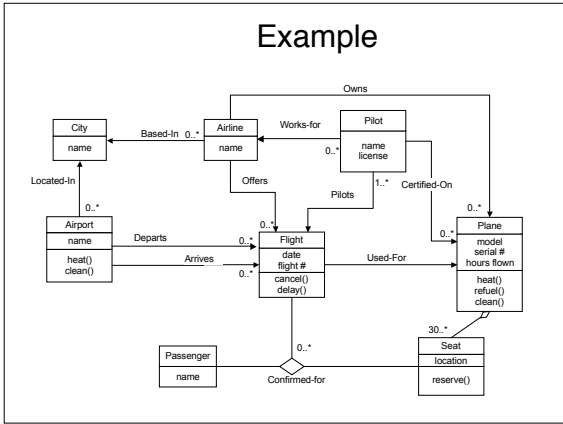 Example
Owns
City
name
Based-In
0..*
Airline
name
Works-for
0..*
Pilot
name
license
1..*
Located-In
0..*
Offers
0..*
Pilots
Certified-On
0..*
0..*
Airport
name
heat()
clean()
Departs
0..*
Arrives
0..*
Flight
date
flight #
cancel()
delay()
Used-For
Plane
model
serial #
hours flown
heat()
refuel()
clean()
30..*
0..*
Passenger
name
Confirmed-for
Seat
location
reserve()